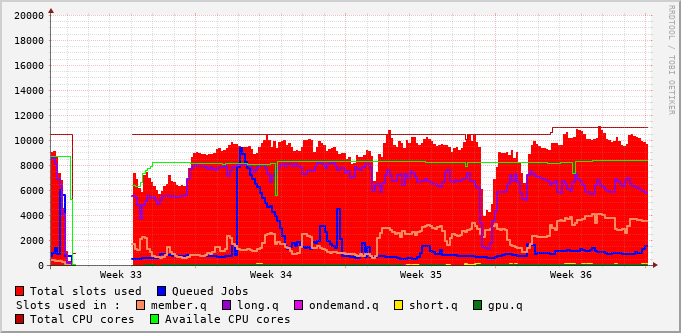 20000
18000
16000
14000
12000
10000
8000
6000
4000
2000
0
Week 33 Week 34 Week 35 Week 36
RRDTOOL / TOBI OETIKER
Total slots used Queued Jobs
Slots used in : member.q long.q ondemand.q short.q gpu.q
Total CPU cores Availale CPU cores